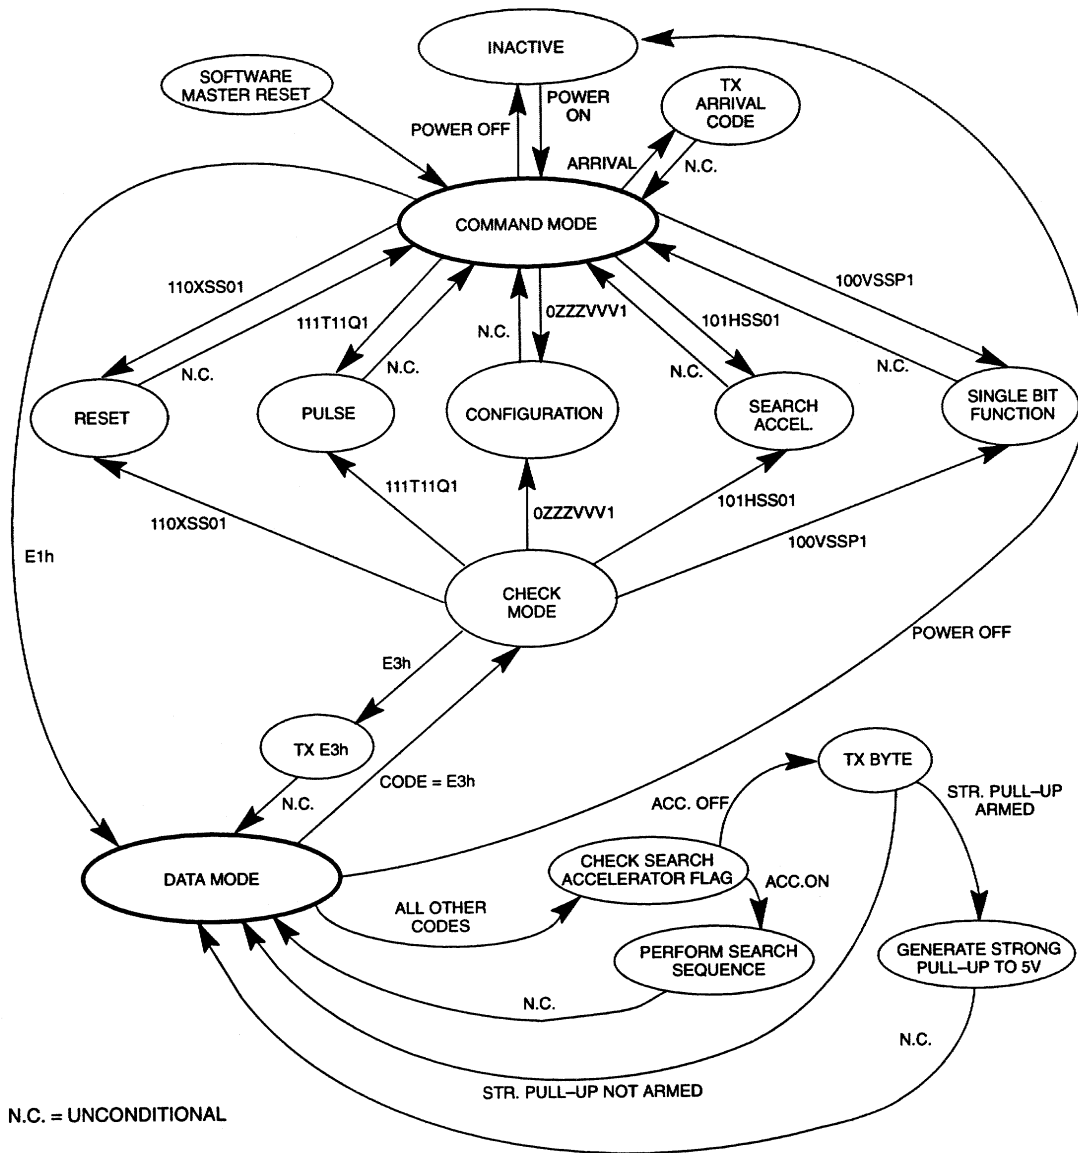 INACTIVE
SOFTWARE
MASTER RESET
TX
ARRIVAL
CODE
POWER OFF
POWER
ON
ARRIVAL
N.C.
COMMAND MODE
110XSS01
111T11Q1
N.C.
0ZZZVVV1
101HSS01
100VSSP1
N.C.
N.C.
N.C.
N.C.
RESET
PULSE
CONFIGURATION
SEARCH
ACCEL.
SINGLE BIT
FUNCTION
110XSS01
111T11Q1
0ZZZVVV1
101HSS01
100VSSP1
E1h
CHECK
MODE
POWER OFF
E3h
TX E3h
CODE = E3h
N.C.
TX BYTE
ACC. OFF
STR. PULL–UP
ARMED
DATA MODE
CHECK SEARCH
ACCELERATOR FLAG
ACC.ON
ALL OTHER
CODES
PERFORM SEARCH
SEQUENCE
GENERATE STRONG
PULL–UP TO 5V
N.C.
N.C.
STR. PULL–UP NOT ARMED
N.C. = UNCONDITIONAL